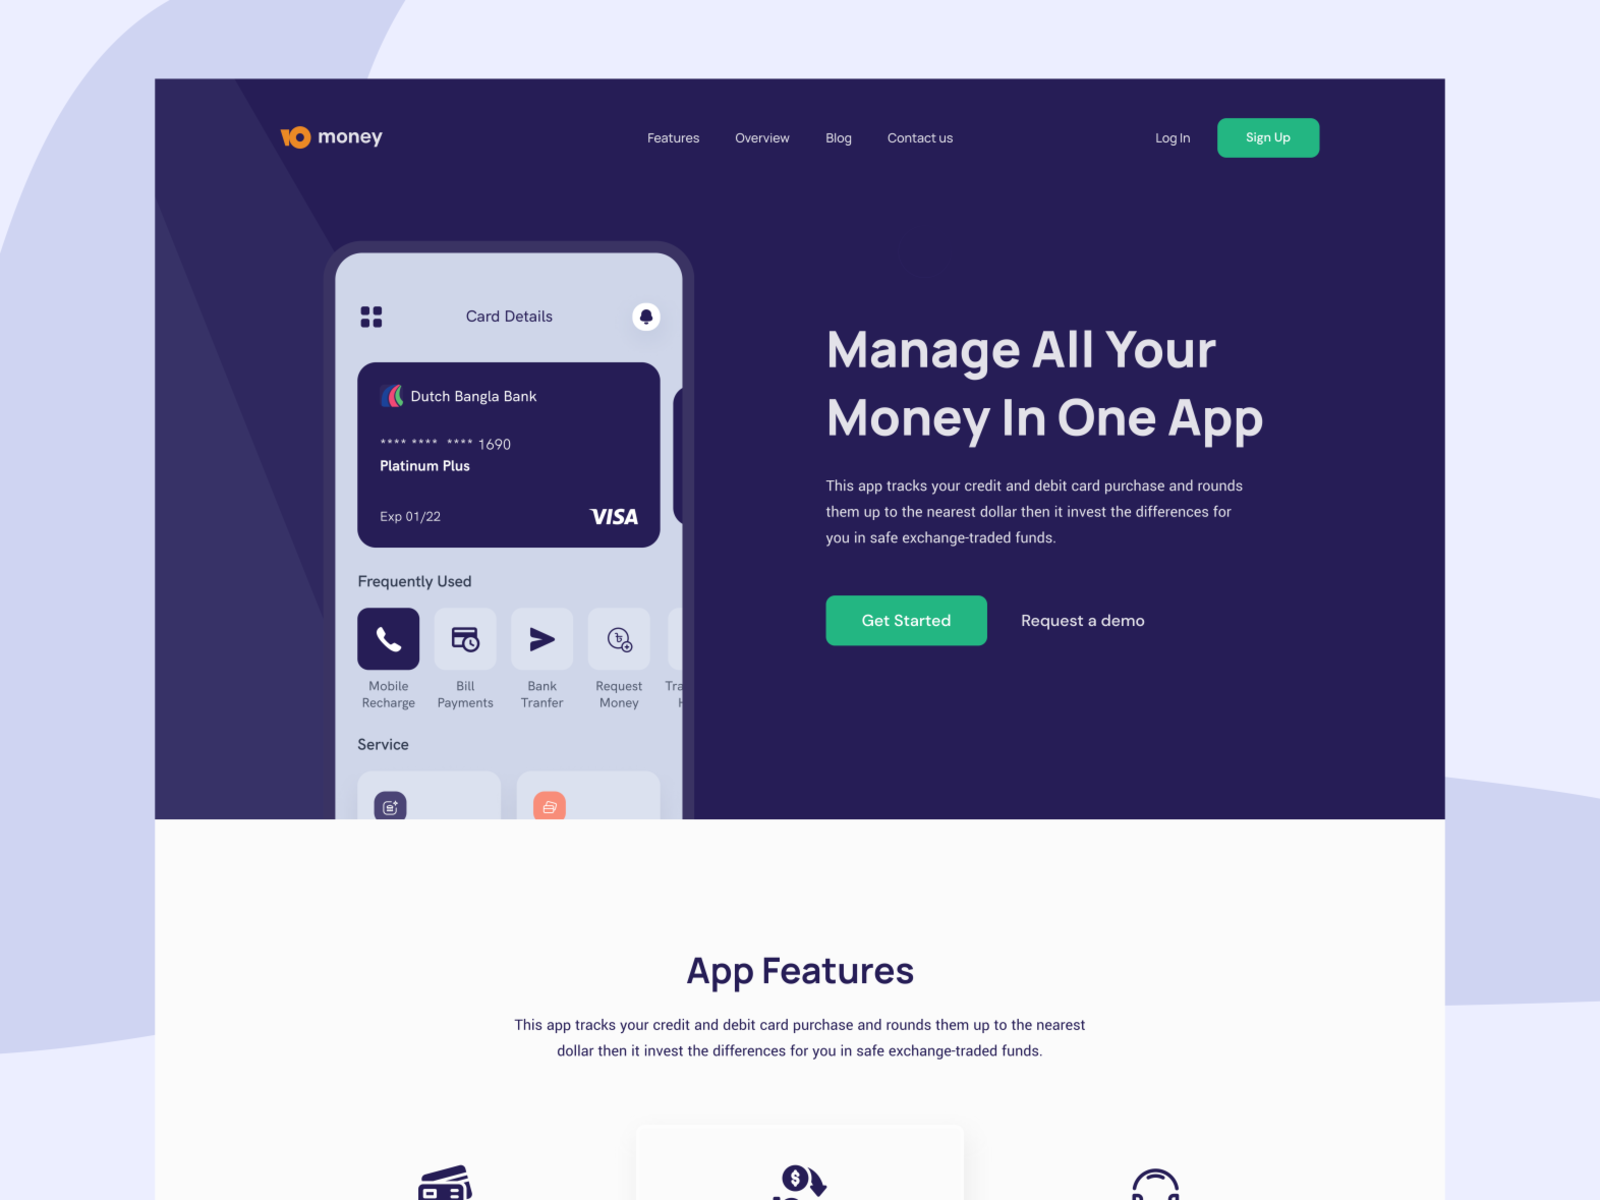 money
Features
Overview
Blog
Contact us
Log In
Sign Up
Card Details
Dutch Bangla Bank
**** **** **** 1690
Platinum Plus
Exp 01/22
VISA
Frequently Used
Mobile
Recharge
Bill
Payments
Bank
Tranfer
Request
Money
Service
Manage All Your
Money In One App
This app tracks your credit and debit card purchase and rounds
them up to the nearest dollar then it invest the differences for
you in safe exchange-traded funds.
Get Started
Request a demo
App Features
This app tracks your credit and debit card purchase and rounds them up to the nearest
dollar then it invest the differences for you in safe exchange-traded funds.